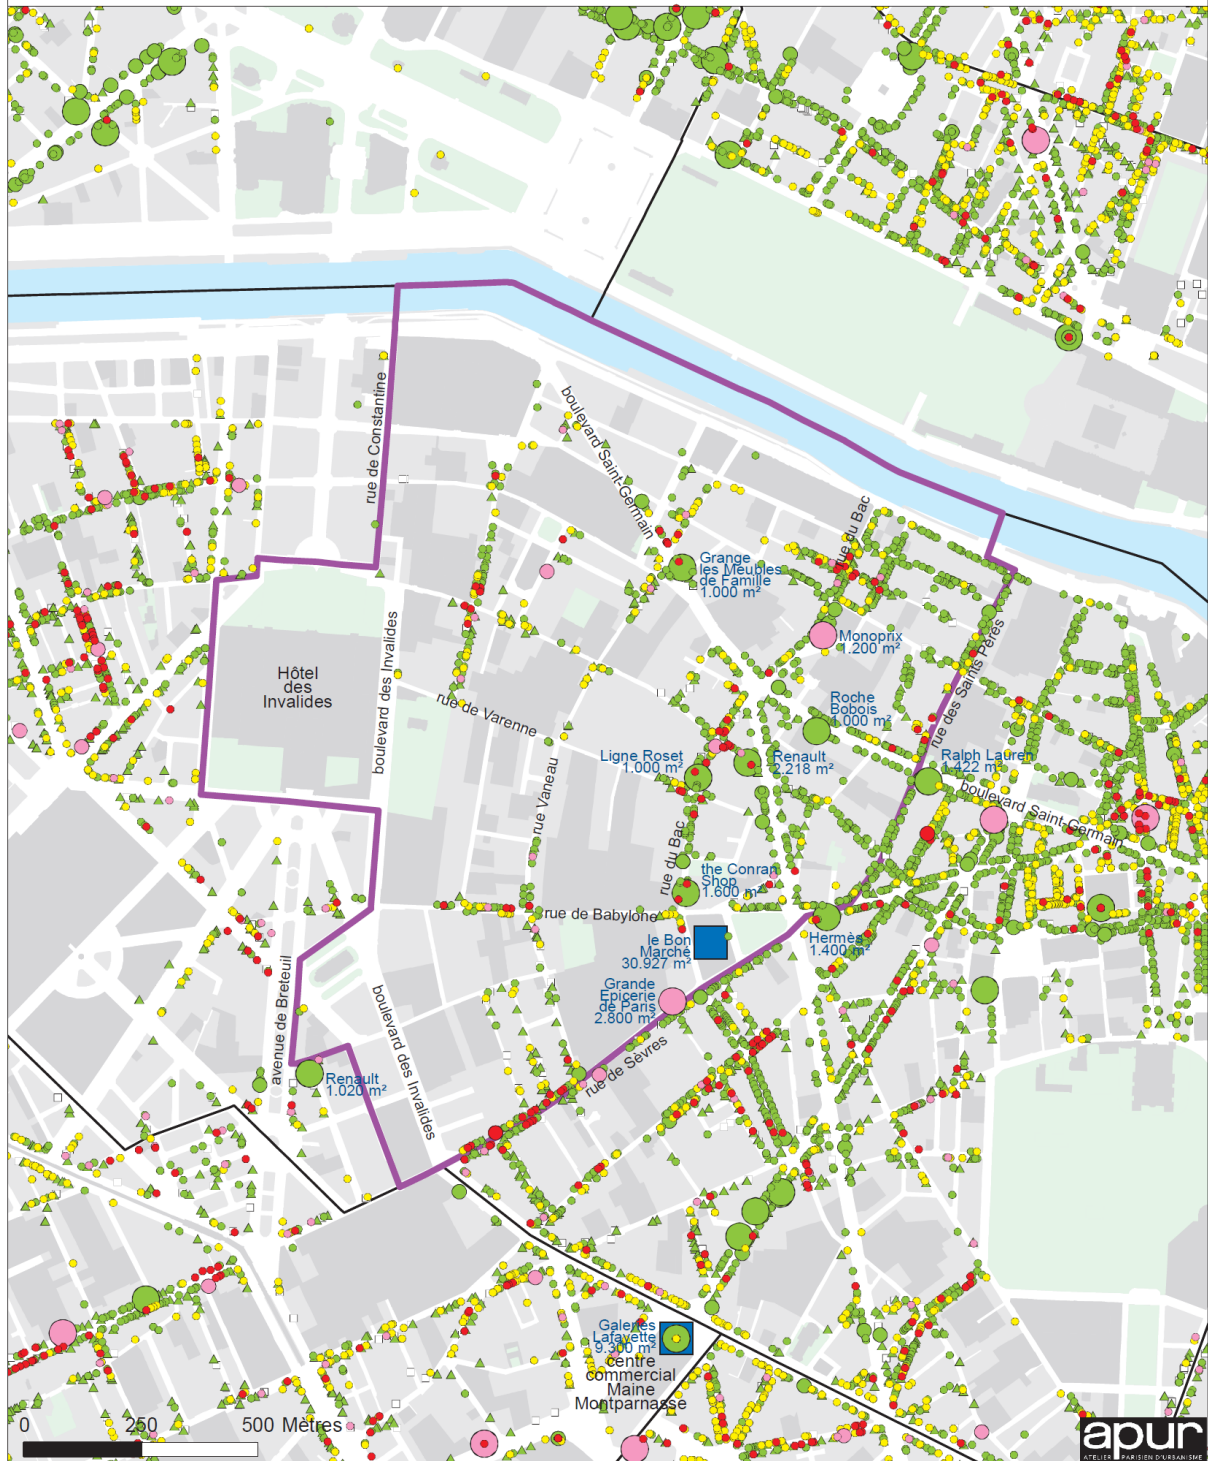 rue de Constantine
boulevard Saint-Germain
rue du Bac
Grange
les Meubles
de Famille
1.000 m²
Monoprix
1.200 m²
rue des Saints Pères
Hôtel
des
Invalides
boulevard des Invalides
rue de Varenne
Roche
Bobois
1.000 m²
Ligne Roset
1.000 m²
Renault
2.218 m²
Ralph Lauren
1.422 m²
boulevard Saint-Germain
rue Vaneau
rue du Bac
the Conran
Shop
1.600 m²
rue de Babylone
le Bon
Marché
30.927 m²
Hermès
1.400 m²
Grande
Epicerie
de Paris
2.800 m²
avenue de Breteuil
boulevard des Invalides
rue de Sèvres
Renault
1.020 m²
Galeries
Lafayette
9.300 m²
centre
commercial
Maine
Montparnasse
0 250 500 Mètres
apur
ATELIER PARISIEN D'URBANISME